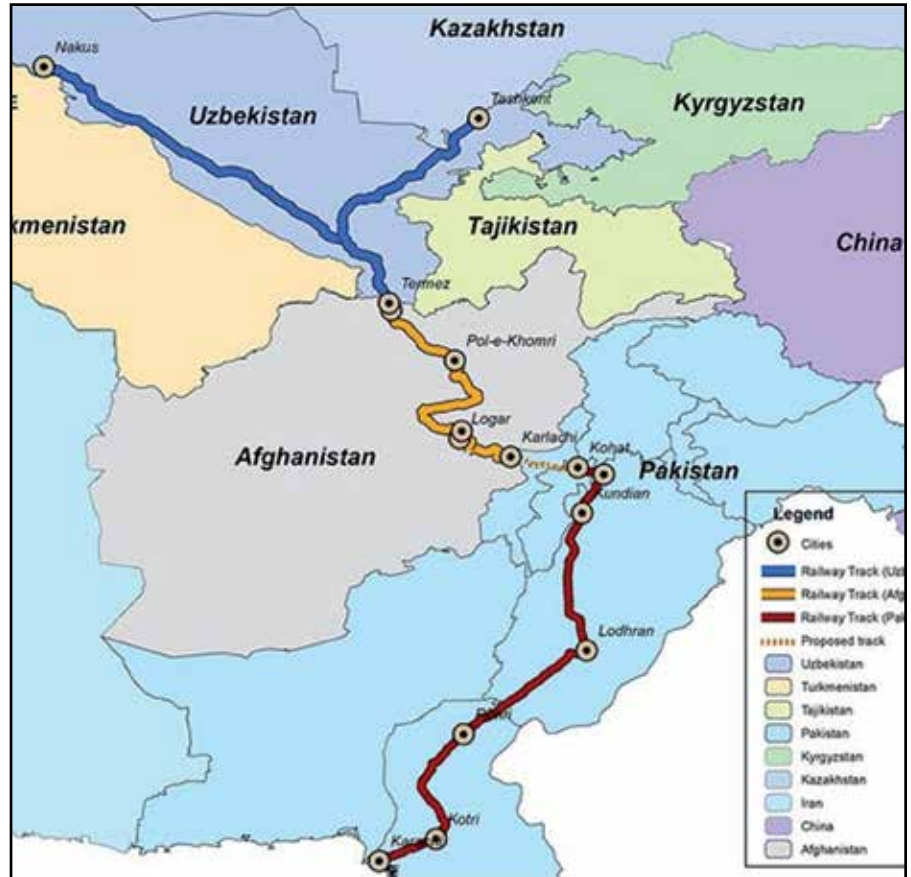 Kazakhstan
Nakus
Uzbekistan
Tashkent
Kyrgyzstan
kmenistan
Tajikistan
China
Termez
Pol-e-Khomri
Logar
Karlachi
Kohat
Afghanistan
Pakistan
Kundian
Lodhran
Kotri
Legend
Cities
Railway Track (Uzb
Railway Track (Afg
Railway Track (Pak
Proposed track
Uzbekistan
Turkmenistan
Tajikistan
Pakistan
Kyrgyzstan
Kazakhstan
Iran
China
Afghanistan